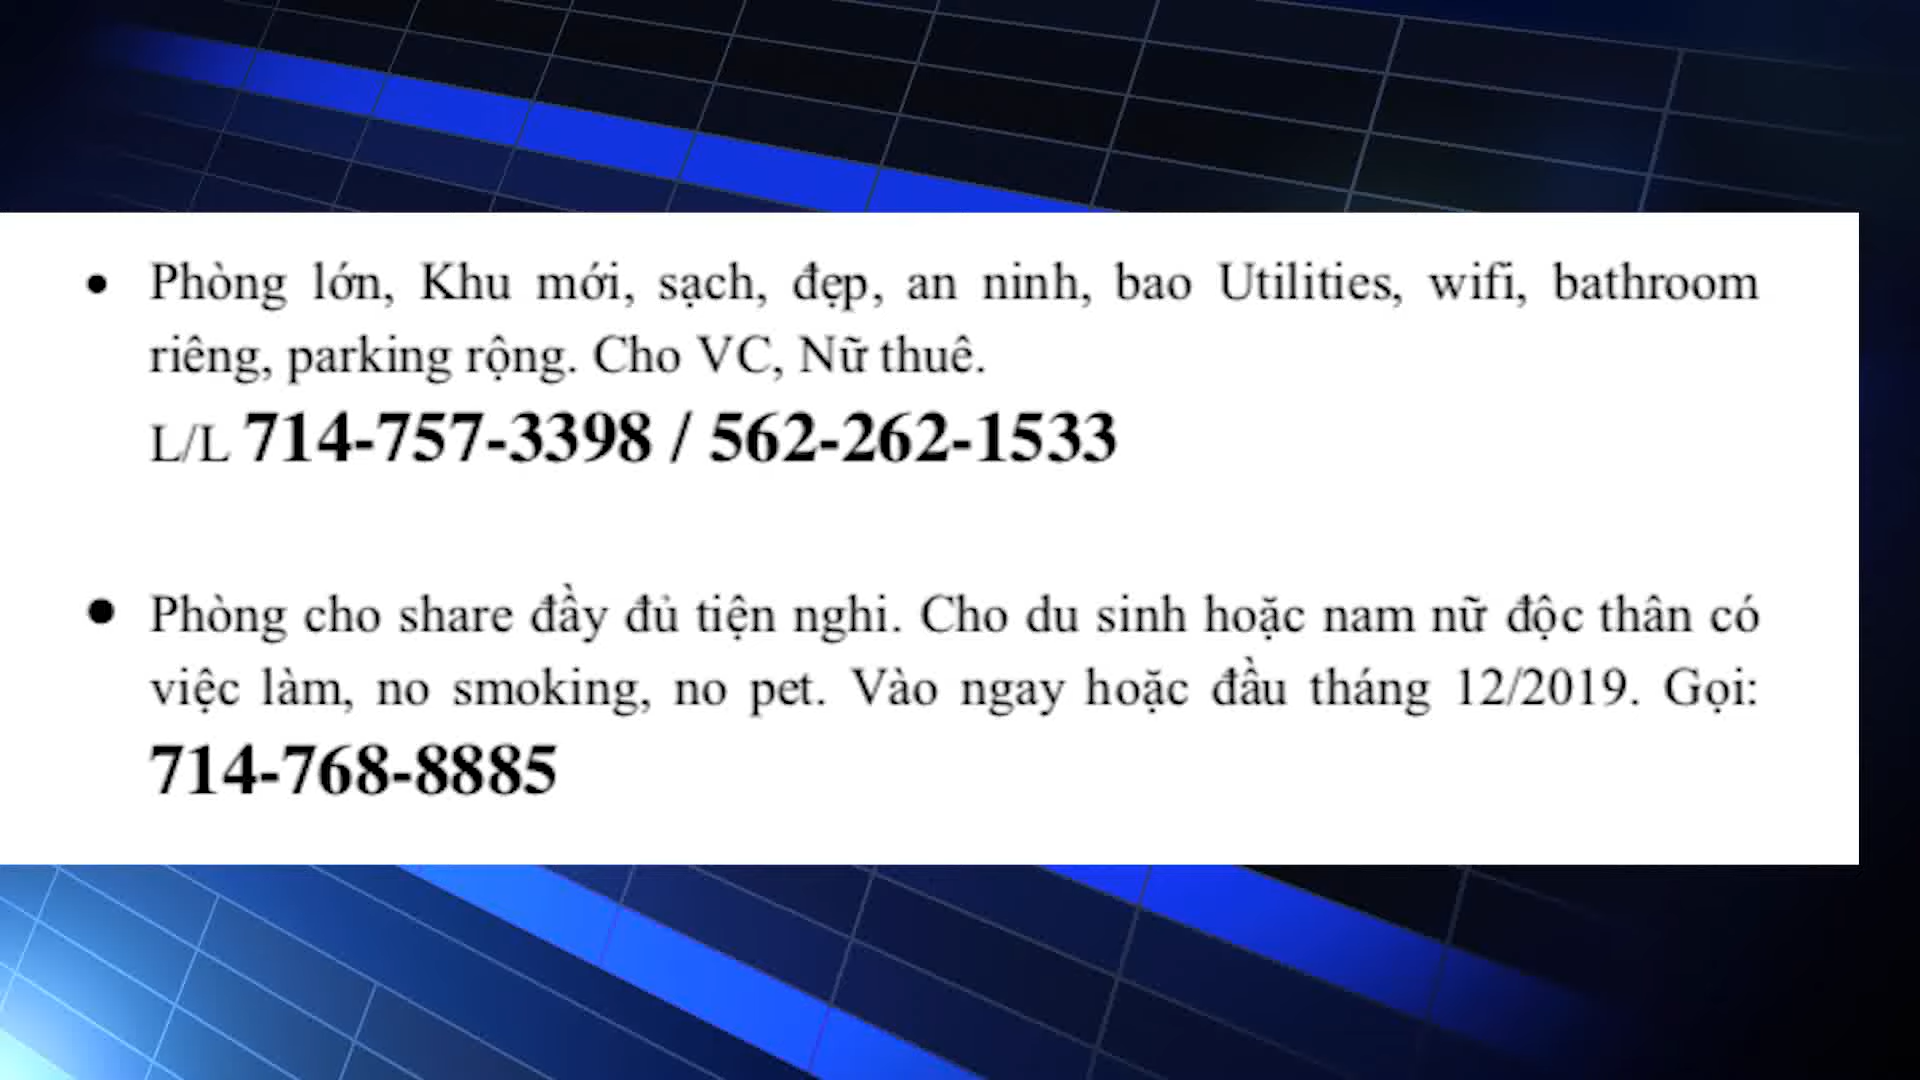 • Phòng lớn, Khu mới, sạch, đẹp, an ninh, bao Utilities, wifi, bathroom
riêng, parking rộng. Cho VC, Nữ thuê.
L/L 714-757-3398 / 562-262-1533
• Phòng cho share đầy đủ tiện nghi. Cho du sinh hoặc nam nữ độc thân có
việc làm, no smoking, no pet. Vào ngay hoặc đầu tháng 12/2019. Gọi:
714-768-8885